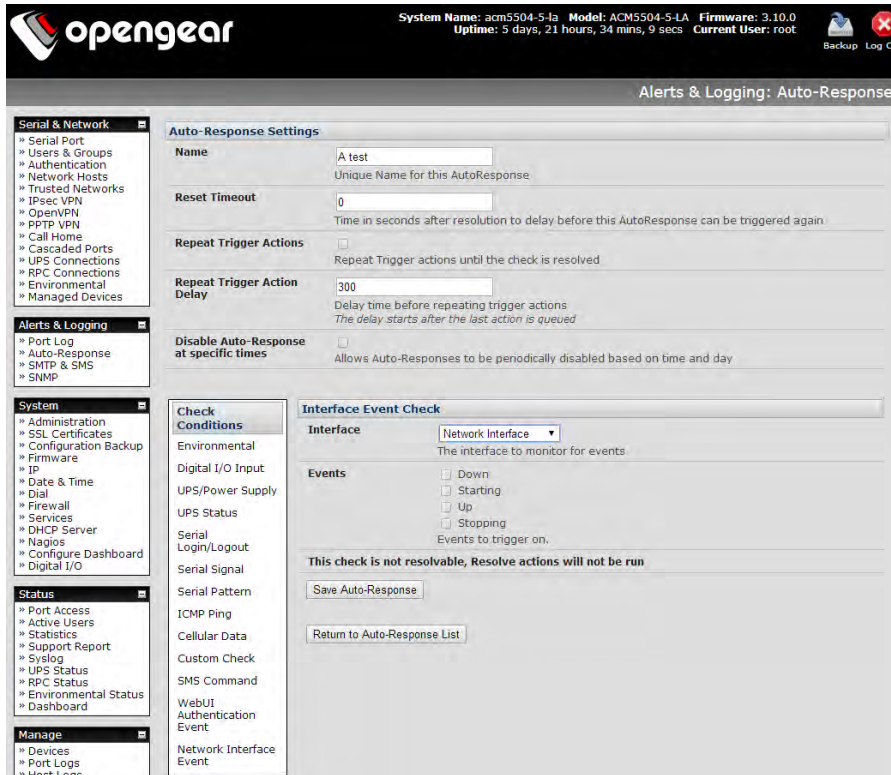 opengear
System Name: acm5504-5-la Model: ACM5504-5-LA Firmware: 3.10.0
Uptime: 5 days, 21 hours, 34 mins, 9 secs Current User: root
Backup
Log
Alerts & Logging: Auto-Response
Serial & Network
» Serial Port
» Users & Groups
» Authentication
» Network Hosts
» Trusted Networks
» IPsec VPN
» OpenVPN
» PPTP VPN
» Call Home
» Cascaded Ports
» UPS Connections
» RPC Connections
» Environmental
» Managed Devices
Alerts & Logging
» Port Log
» Auto-Response
» SMTP & SMS
» SNMP
System
» Administration
» SSL Certificates
» Configuration Backup
» Firmware
» IP
» Date & Time
» Dial
» Firewall
» Services
» DHCP Server
» Nagios
» Configure Dashboard
» Digital I/O
Status
» Port Access
» Active Users
» Statistics
» Support Report
» Syslog
» UPS Status
» RPC Status
» Environmental Status
» Dashboard
Manage
» Devices
» Port Logs
» Host Logs
Auto-Response Settings
Name
A test
Unique Name for this AutoResponse
Reset Timeout
0
Time in seconds after resolution to delay before this AutoResponse can be triggered again
Repeat Trigger Actions
Repeat Trigger actions until the check is resolved
Repeat Trigger Action
Delay
300
Delay time before repeating trigger actions
The delay starts after the last action is queued
Disable Auto-Response
at specific times
Allows Auto-Responses to be periodically disabled based on time and day
Check
Conditions
Environmental
Digital I/O Input
UPS/Power Supply
UPS Status
Serial
Login/Logout
Serial Signal
Serial Pattern
ICMP Ping
Cellular Data
Custom Check
SMS Command
WebUI
Authentication
Event
Network Interface
Event
Interface Event Check
Interface
Network Interface
The interface to monitor for events
Events
Down
Starting
Up
Stopping
Events to trigger on.
This check is not resolvable, Resolve actions will not be run
Save Auto-Response
Return to Auto-Response List